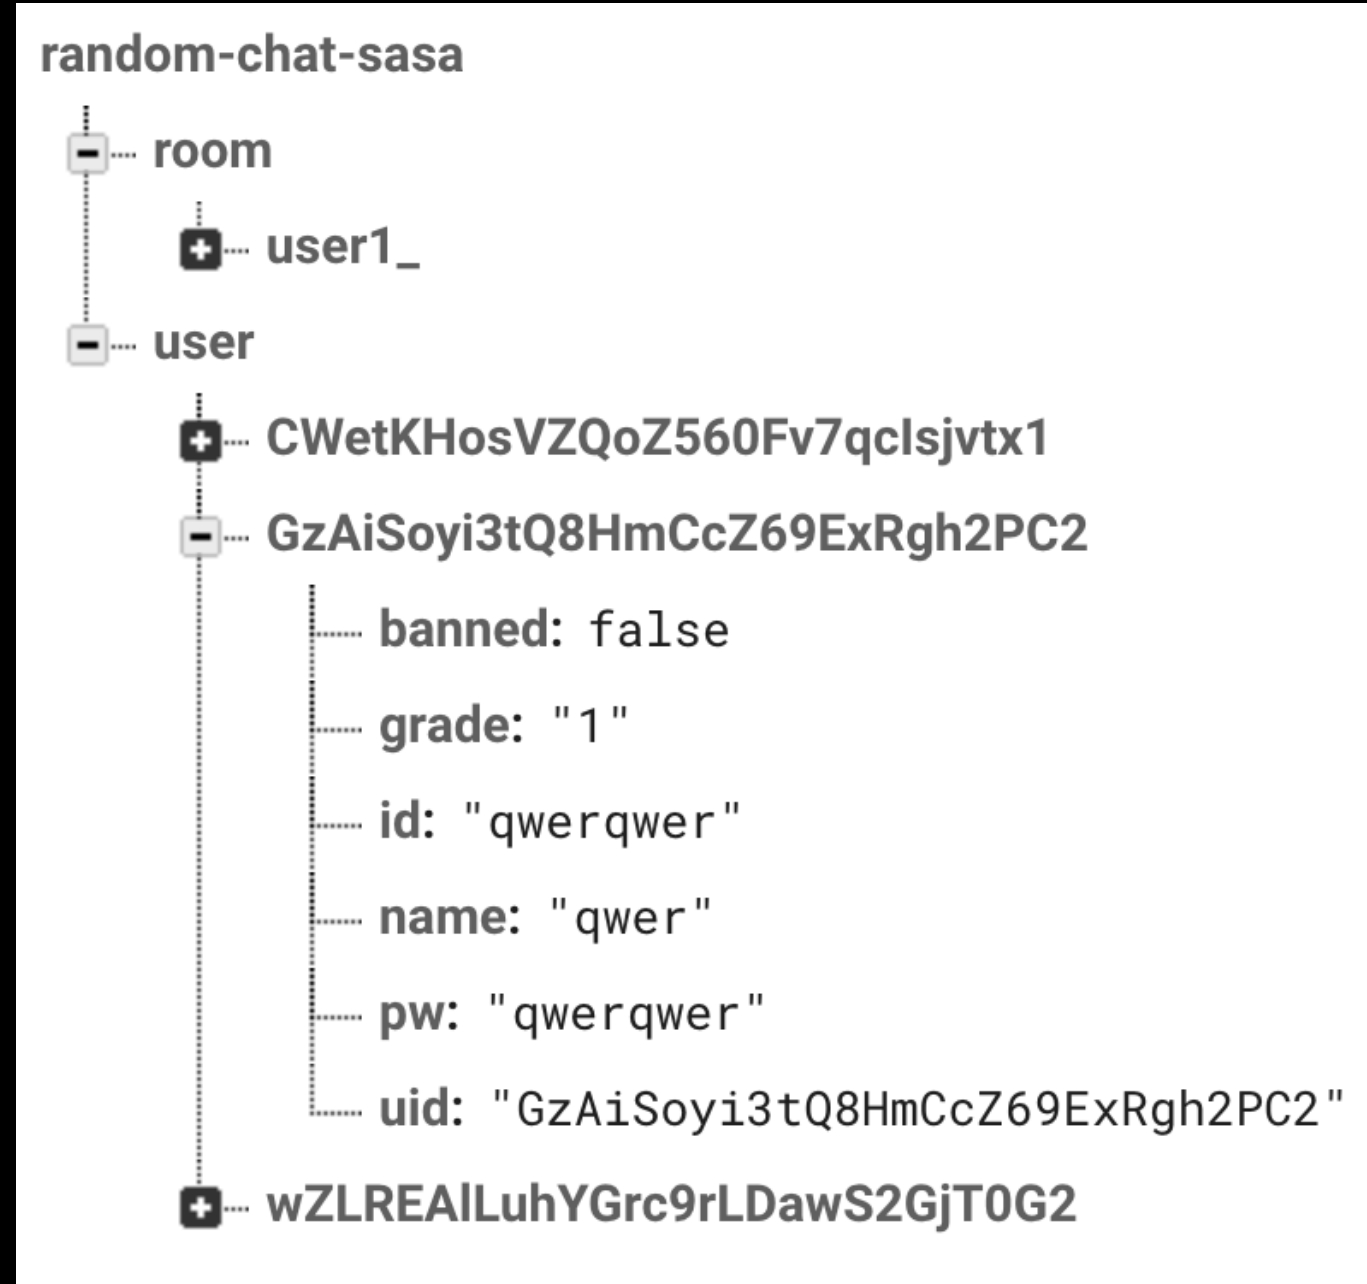 random-chat-sasa
room
user1_
user
CWetKHosVZQoZ560Fv7qcIsjvtx1
GzAiSoyi3tQ8HmCcZ69ExRgh2PC2
banned: false
grade: "1"
id: "qwerqwer"
name: "qwer"
pw: "qwerqwer"
uid: "GzAiSoyi3tQ8HmCcZ69ExRgh2PC2"
wZLREAlLuhYGrc9rLDawS2GjT0G2